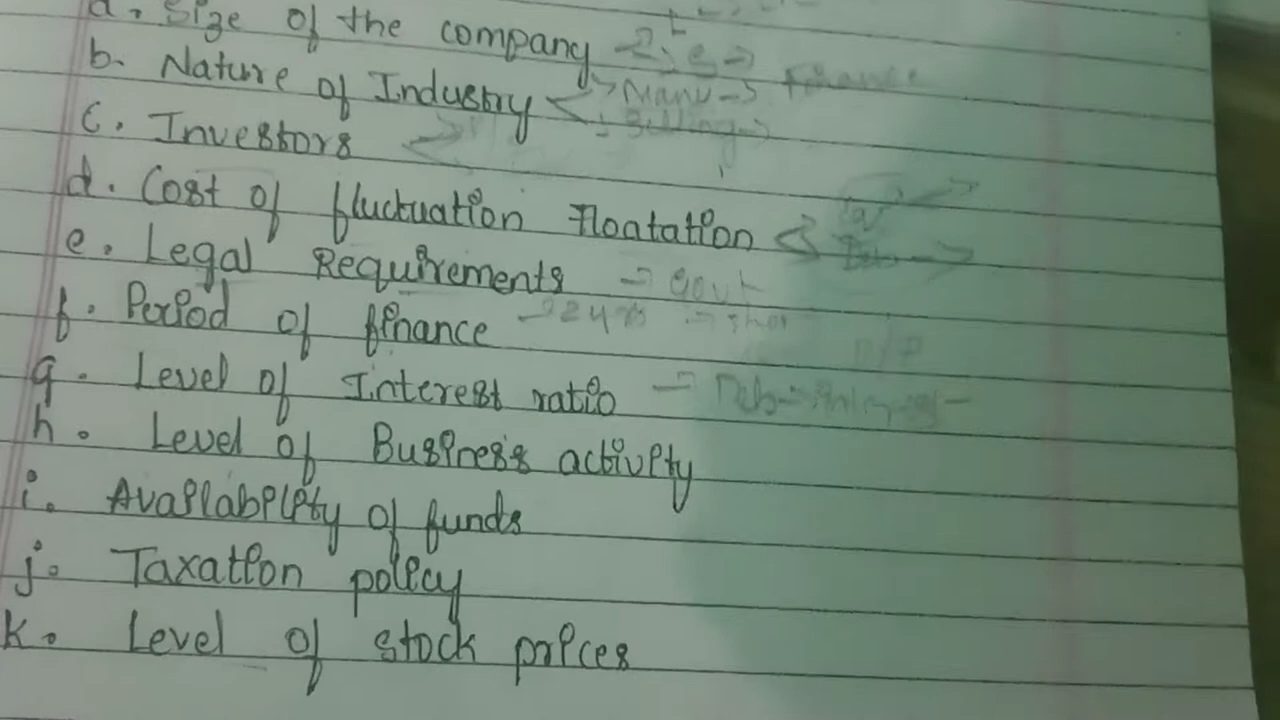 a. Size of the company
b. Nature of Industry
c. Investors
d. Cost of fluctuation Floatation
e. Legal Requirements → Govt
f. Period of finance
g. Level of Interest ratio
h. Level of Business activity
i. Availability of funds
j. Taxation policy
k. Level of stock prices